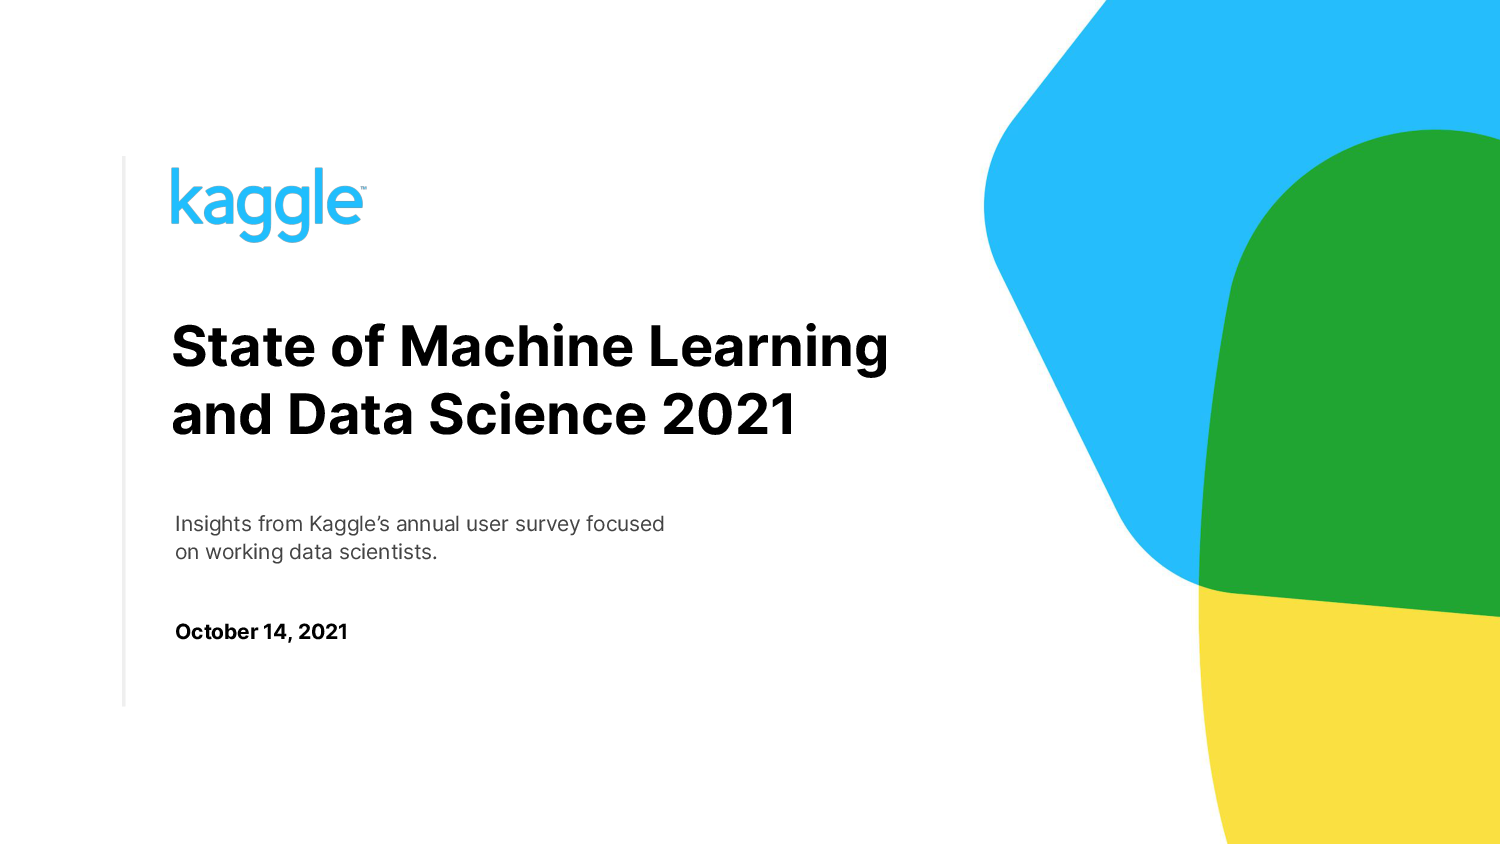 kaggle™
State of Machine Learning
and Data Science 2021
Insights from Kaggle’s annual user survey focused
on working data scientists.
October 14, 2021